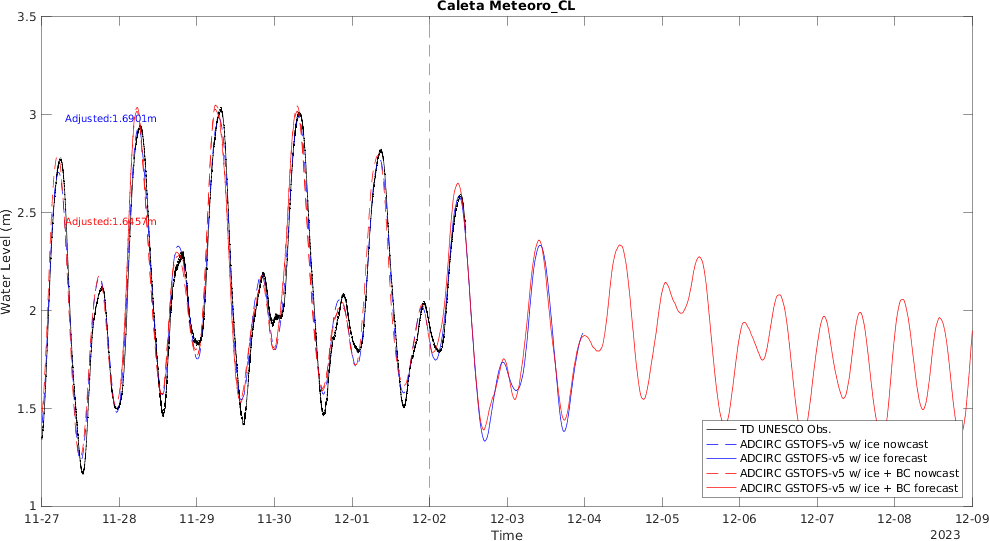 Caleta Meteoro_CL
3.5
3
2.5
2
1.5
1
Water Level (m)
Adjusted:1.6901m
Adjusted:1.6457m
TD UNESCO Obs.
ADCIRC GSTOFS-v5 w/ ice nowcast
ADCIRC GSTOFS-v5 w/ ice forecast
ADCIRC GSTOFS-v5 w/ ice + BC nowcast
ADCIRC GSTOFS-v5 w/ ice + BC forecast
11-27 11-28 11-29 11-30 12-01 12-02 12-03 12-04 12-05 12-06 12-07 12-08 12-09
Time
2023